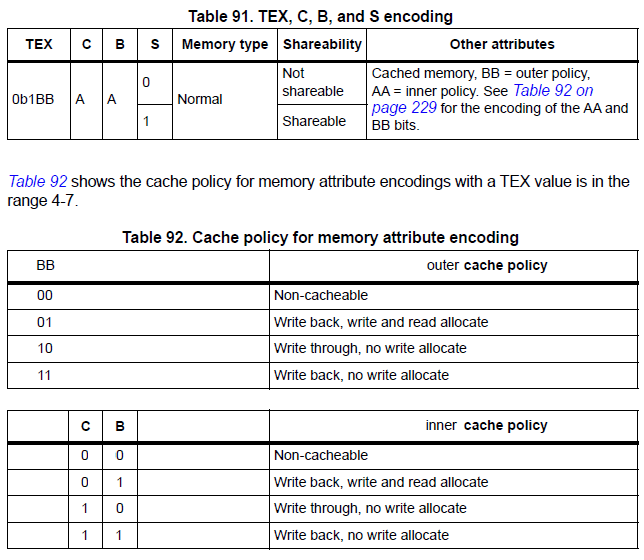 Table 91. TEX, C, B, and S encoding
TEX C B S Memory type Shareability Other attributes
0b1BB A A 0 Normal Not shareable Cached memory, BB = outer policy,
AA = inner policy. See Table 92 on
page 229 for the encoding of the AA and
BB bits.
1 Shareable
Table 92 shows the cache policy for memory attribute encodings with a TEX value is in the
range 4-7.
Table 92. Cache policy for memory attribute encoding
BB outer cache policy
00 Non-cacheable
01 Write back, write and read allocate
10 Write through, no write allocate
11 Write back, no write allocate
C B inner cache policy
0 0 Non-cacheable
0 1 Write back, write and read allocate
1 0 Write through, no write allocate
1 1 Write back, no write allocate